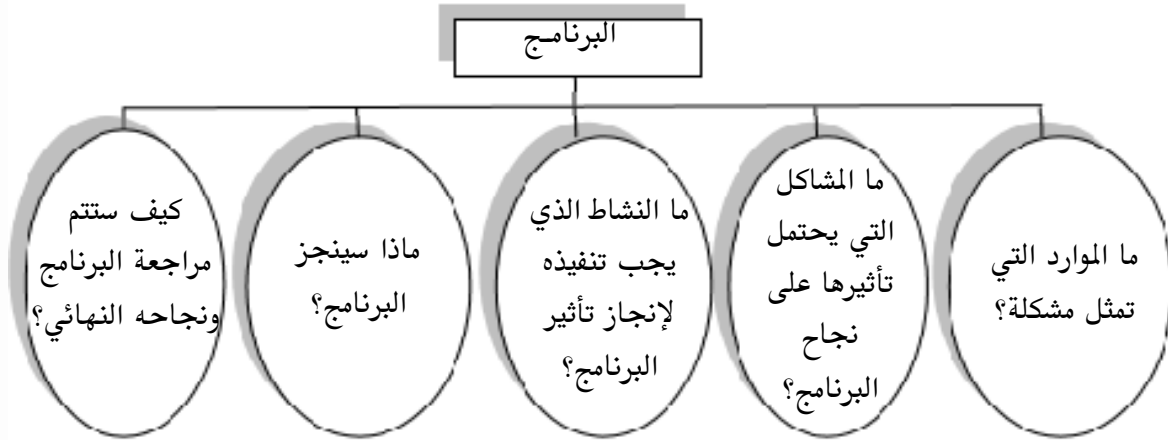 البرنامـج
ما الموارد التي
تمثل مشكلة؟
ما المشاكل
التي يحتمل
تأثيرها على
نجاح
البرنامج؟
ما النشاط الذي
يجب تنفيذه
لإنجاز تأثير
البرنامج؟
ماذا سينجز
البرنامج؟
كيف ستتم
مراجعة البرنامج
ونجاحه النهائي؟